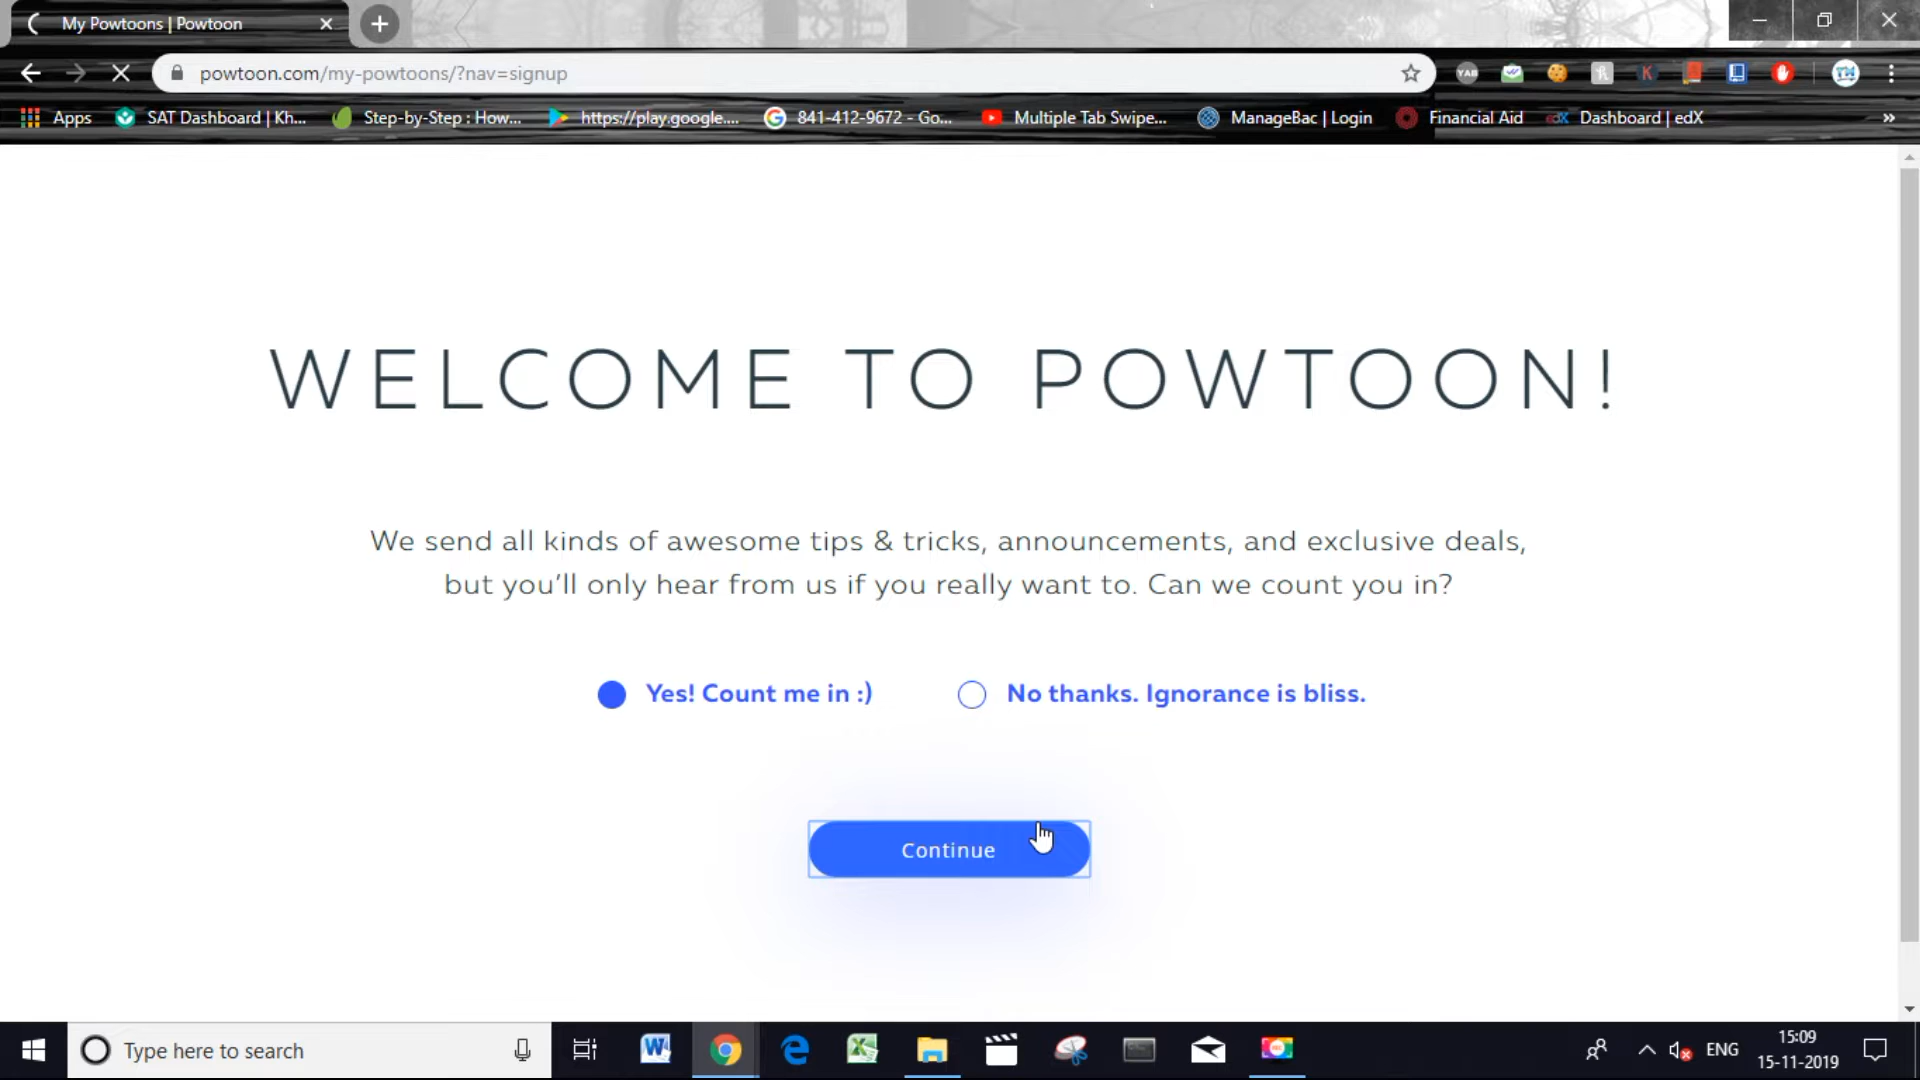 My Powtoons | Powtoon
powtoon.com/my-powtoons/?nav=signup
YAB
K
TM
Apps
SAT Dashboard | Kh...
Step-by-Step : How...
https://play.google....
841-412-9672 - Go...
Multiple Tab Swipe...
ManageBac | Login
Financial Aid
edX
Dashboard | edX
WELCOME TO POWTOON!
We send all kinds of awesome tips & tricks, announcements, and exclusive deals,
but you'll only hear from us if you really want to. Can we count you in?
Yes! Count me in :)
No thanks. Ignorance is bliss.
Continue
Type here to search
ENG
15:09
15-11-2019